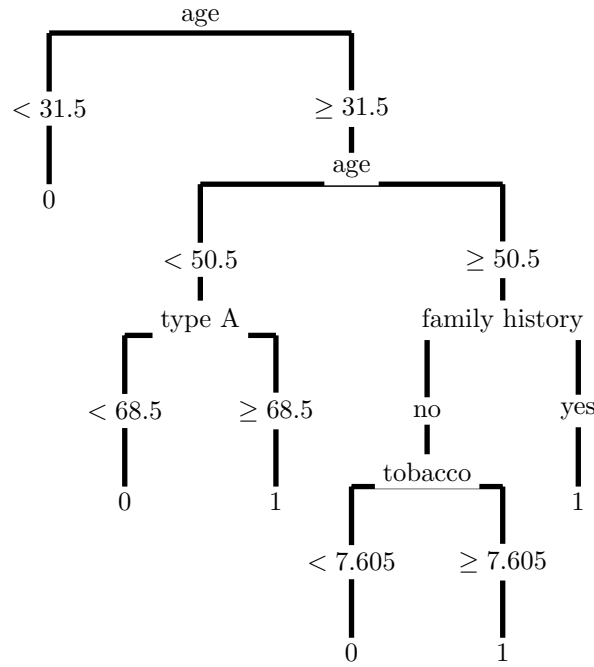 age
< 31.5
≥ 31.5
0
age
< 50.5
≥ 50.5
type A
family history
< 68.5
≥ 68.5
no
yes
0
1
tobacco
1
< 7.605
≥ 7.605
0
1